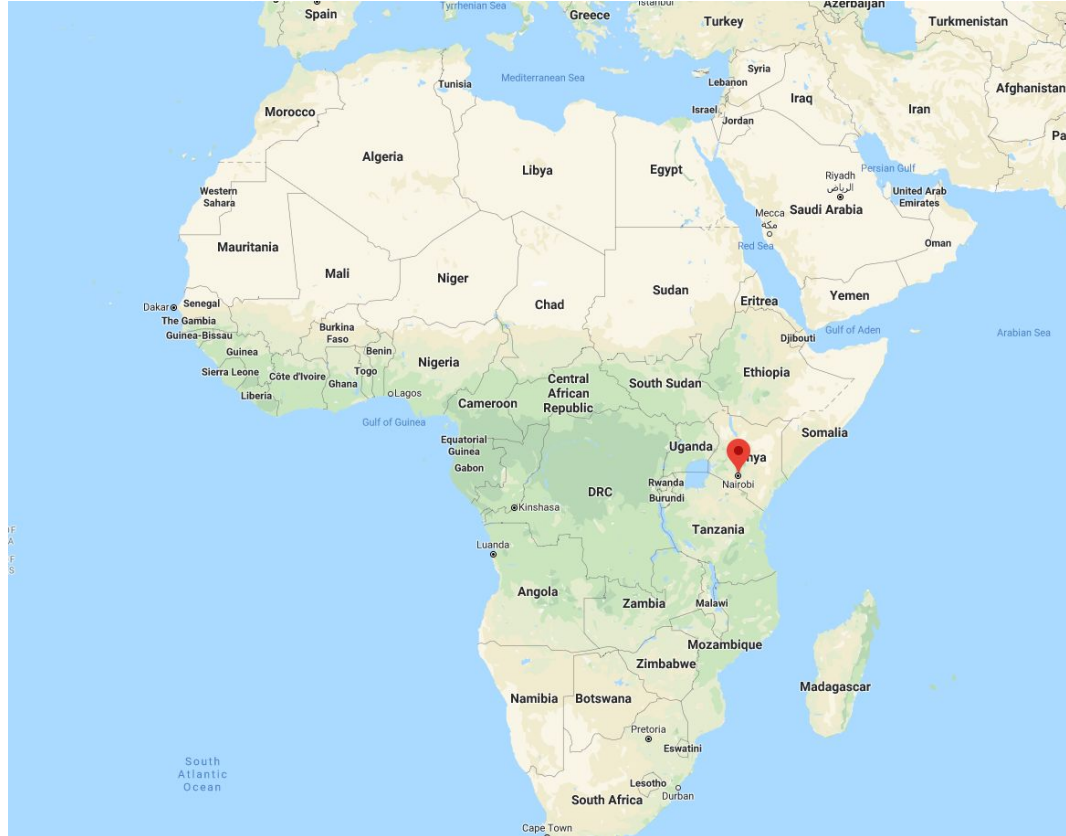 Spain
Tyrrhenian Sea
Greece
Istanbul
Turkey
Azerbaijan
Turkmenistan
Tunisia
Mediterranean Sea
Syria
Lebanon
Iraq
Iran
Afghanistan
Israel
Jordan
Pa
Morocco
Algeria
Libya
Egypt
Persian Gulf
Riyadh
الرياض
Saudi Arabia
United Arab
Emirates
Western
Sahara
Mecca
مكة
Red Sea
Oman
Mauritania
Mali
Niger
Chad
Sudan
Eritrea
Yemen
Dakar
Senegal
The Gambia
Guinea-Bissau
Burkina
Faso
Benin
Nigeria
Djibouti
Gulf of Aden
Arabian Sea
Guinea
Sierra Leone
Côte d'Ivoire
Togo
Ghana
Liberia
Lagos
Cameroon
Central
African
Republic
South Sudan
Ethiopia
Gulf of Guinea
Somalia
Equatorial
Guinea
Gabon
Uganda
nya
Nairobi
Rwanda
Burundi
DRC
Kinshasa
Tanzania
Luanda
Angola
Zambia
Malawi
Mozambique
Zimbabwe
Madagascar
Namibia
Botswana
Pretoria
Eswatini
Lesotho
Durban
South Africa
Cape Town
South
Atlantic
Ocean